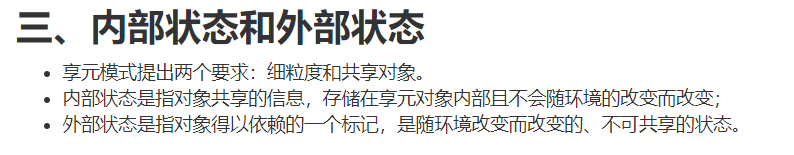 三、内部状态和外部状态
享元模式提出两个要求：细粒度和共享对象。
内部状态是指对象共享的信息，存储在享元对象内部且不会随环境的改变而改变；
外部状态是指对象得以依赖的一个标记，是随环境改变而改变的、不可共享的状态。